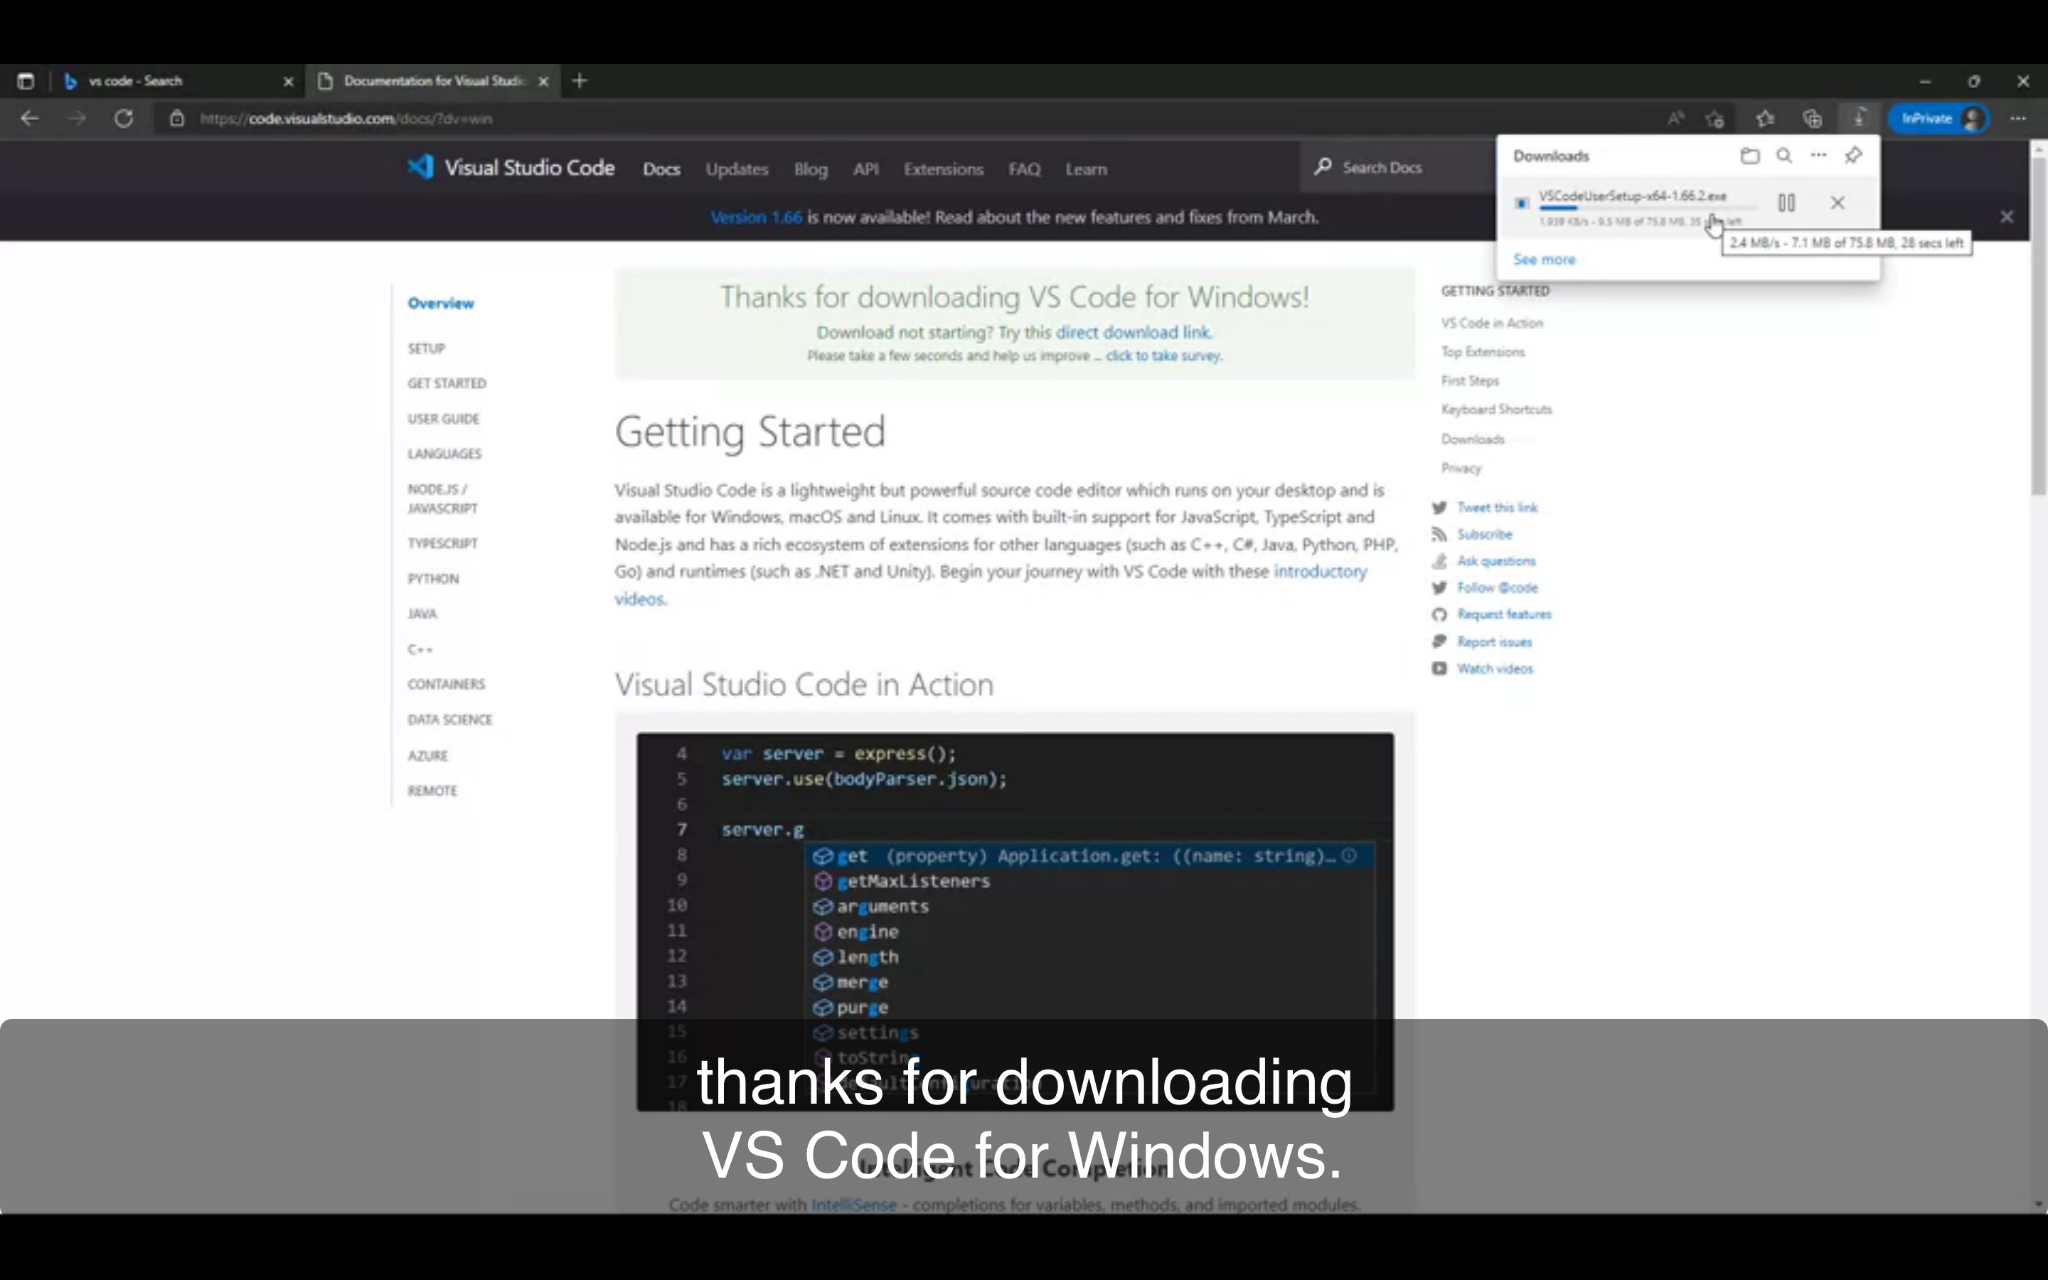 vs code - Search
Documentation for Visual Studi
https://code.visualstudio.com/docs/?dv=win
InPrivate
Visual Studio Code
Docs
Updates
Blog
API
Extensions
FAQ
Learn
Search Docs
Downloads
VSCodeUserSetup-x64-1.66.2.exe
2.4 MB/s - 7.1 MB of 75.8 MB, 28 secs left
See more
Version 1.66 is now available! Read about the new features and fixes from March.
Overview
SETUP
GET STARTED
USER GUIDE
LANGUAGES
NODE.JS /
JAVASCRIPT
TYPESCRIPT
PYTHON
JAVA
C++
CONTAINERS
DATA SCIENCE
AZURE
REMOTE
Thanks for downloading VS Code for Windows!
Download not starting? Try this direct download link.
Please take a few seconds and help us improve ... click to take survey.
Getting Started
Visual Studio Code is a lightweight but powerful source code editor which runs on your desktop and is
available for Windows, macOS and Linux. It comes with built-in support for JavaScript, TypeScript and
Node.js and has a rich ecosystem of extensions for other languages (such as C++, C#, Java, Python, PHP,
Go) and runtimes (such as .NET and Unity). Begin your journey with VS Code with these introductory
videos.
Visual Studio Code in Action
4 var server = express();
5 server.use(bodyParser.json);
6
7 server.g
8 get (property) Application.get: ((name: string)…
9 getMaxListeners
10 arguments
11 engine
12 length
13 merge
14 purge
15 settings
16 toString
17
18
Intelligent Code Completion
Code smarter with IntelliSense - completions for variables, methods, and imported modules.
GETTING STARTED
VS Code in Action
Top Extensions
First Steps
Keyboard Shortcuts
Downloads
Privacy
Tweet this link
Subscribe
Ask questions
Follow @code
Request features
Report issues
Watch videos
thanks for downloading
VS Code for Windows.